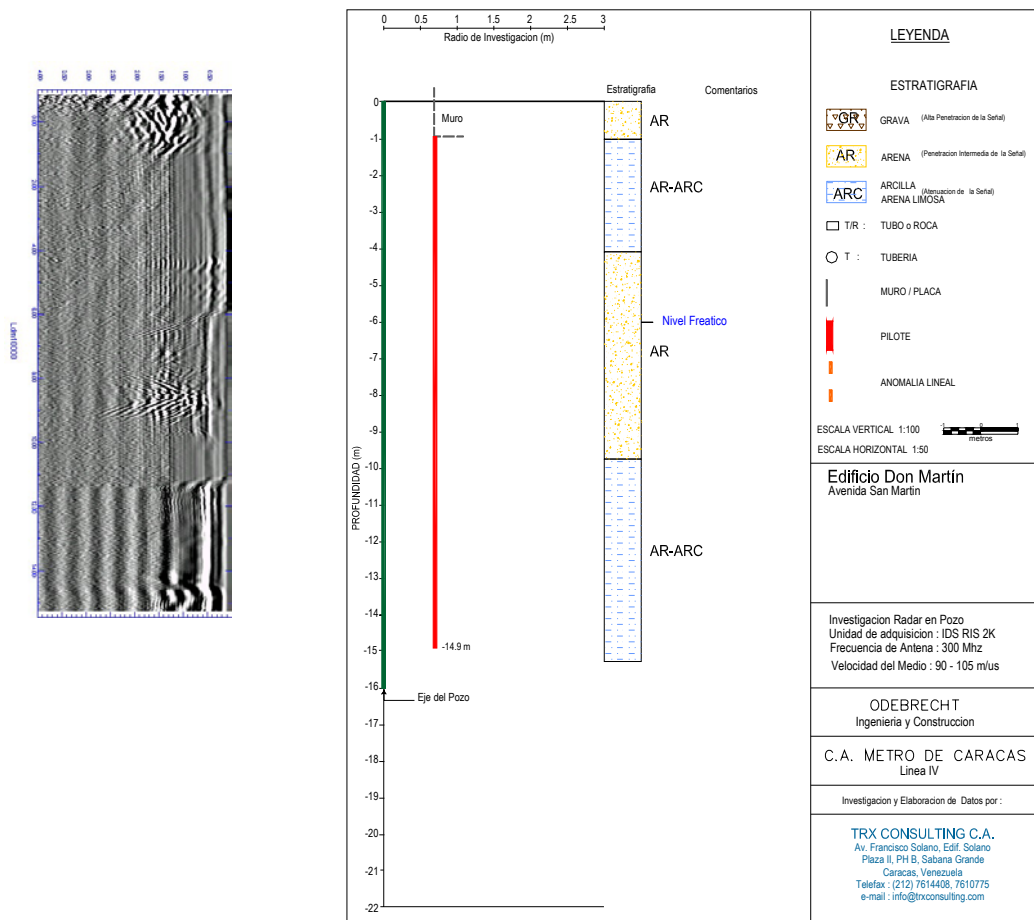 0 0.5 1 1.5 2 2.5 3
Radio de Investigacion (m)
Estratigrafia
Comentarios
PROFUNDIDAD (m)
0
-1
-2
-3
-4
-5
-6
-7
-8
-9
-10
-11
-12
-13
-14
-15
-16
-17
-18
-19
-20
-21
-22
Muro
AR
AR-ARC
Nivel Freatico
AR
AR-ARC
-14.9 m
Eje del Pozo
LEYENDA
ESTRATIGRAFIA
GR GRAVA (Alta Penetracion de la Señal)
AR ARENA (Penetracion Intermedia de la Señal)
ARC ARCILLA (Atenuacion de la Señal)
ARENA LIMOSA
T/R : TUBO o ROCA
T : TUBERIA
MURO / PLACA
PILOTE
ANOMALIA LINEAL
ESCALA VERTICAL 1:100
-1 0 1
metros
ESCALA HORIZONTAL 1:50
Edificio Don Martín
Avenida San Martin
Investigacion Radar en Pozo
Unidad de adquisicion : IDS RIS 2K
Frecuencia de Antena : 300 Mhz
Velocidad del Medio : 90 - 105 m/us
ODEBRECHT
Ingenieria y Construccion
C.A. METRO DE CARACAS
Linea IV
Investigacion y Elaboracion de Datos por :
TRX CONSULTING C.A.
Av. Francisco Solano, Edif. Solano
Plaza II, PH B, Sabana Grande
Caracas, Venezuela
Telefax : (212) 7614408, 7610775
e-mail : info@trxconsulting.com